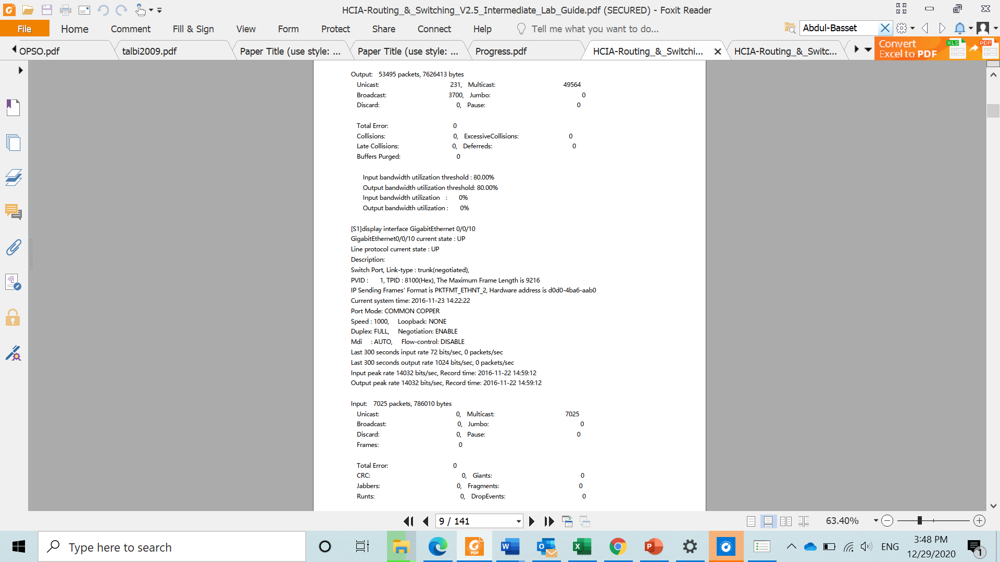 HCIA-Routing_&_Switching_V2.5_Intermediate_Lab_Guide.pdf (SECURED) - Foxit Reader
File Home Comment Fill & Sign View Form Protect Share Connect Help Tell me what you want to do... Abdul-Basset
OPSO.pdf talbi2009.pdf Paper Title (use style: ... Paper Title (use style: ... Progress.pdf HCIA-Routing_&_Switchi... HCIA-Routing_&_Switc...
Convert
Excel to PDF
XLS PDF
Output: 53495 packets, 7626413 bytes
Unicast: 231, Multicast: 49564
Broadcast: 3700, Jumbo: 0
Discard: 0, Pause: 0
Total Error: 0
Collisions: 0, ExcessiveCollisions: 0
Late Collisions: 0, Deferreds: 0
Buffers Purged: 0
Input bandwidth utilization threshold : 80.00%
Output bandwidth utilization threshold: 80.00%
Input bandwidth utilization : 0%
Output bandwidth utilization : 0%
[S1]display interface GigabitEthernet 0/0/10
GigabitEthernet0/0/10 current state : UP
Line protocol current state : UP
Description:
Switch Port, Link-type : trunk(negotiated),
PVID : 1, TPID : 8100(Hex), The Maximum Frame Length is 9216
IP Sending Frames' Format is PKTFMT_ETHNT_2, Hardware address is d0d0-4ba6-aab0
Current system time: 2016-11-23 14:22:22
Port Mode: COMMON COPPER
Speed : 1000, Loopback: NONE
Duplex: FULL, Negotiation: ENABLE
Mdi : AUTO, Flow-control: DISABLE
Last 300 seconds input rate 72 bits/sec, 0 packets/sec
Last 300 seconds output rate 1024 bits/sec, 0 packets/sec
Input peak rate 14032 bits/sec, Record time: 2016-11-22 14:59:12
Output peak rate 14032 bits/sec, Record time: 2016-11-22 14:59:12
Input: 7025 packets, 786010 bytes
Unicast: 0, Multicast: 7025
Broadcast: 0, Jumbo: 0
Discard: 0, Pause: 0
Frames: 0
Total Error: 0
CRC: 0, Giants: 0
Jabbers: 0, Fragments: 0
Runts: 0, DropEvents: 0
9 / 141
63.40%
Type here to search
ENG
3:48 PM
12/29/2020
1